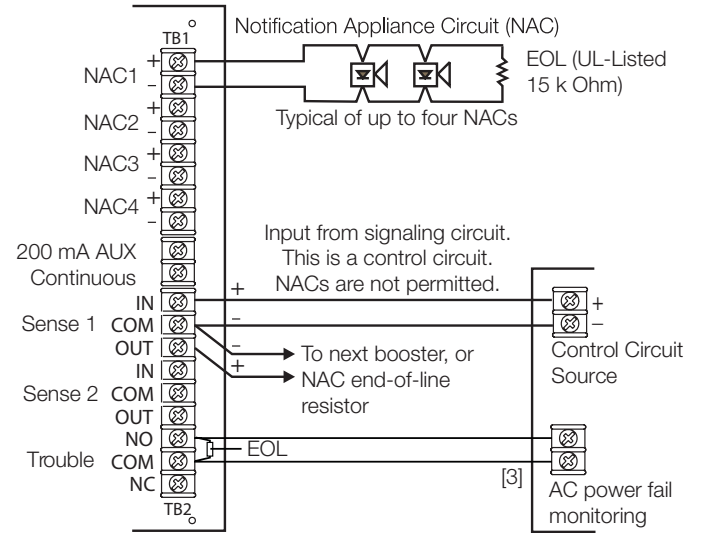 TB1
Notification Appliance Circuit (NAC)
NAC1
+
–
EOL (UL-Listed
15 k Ohm)
Typical of up to four NACs
NAC2
+
–
NAC3
+
–
NAC4
+
–
200 mA AUX
Continuous
Input from signaling circuit.
This is a control circuit.
NACs are not permitted.
Sense 1
IN
COM
OUT
+
–
–
+
To next booster, or
NAC end-of-line
resistor
+
–
Control Circuit
Source
Sense 2
IN
COM
OUT
Trouble
NO
COM
NC
EOL
[3]
AC power fail
monitoring
TB2